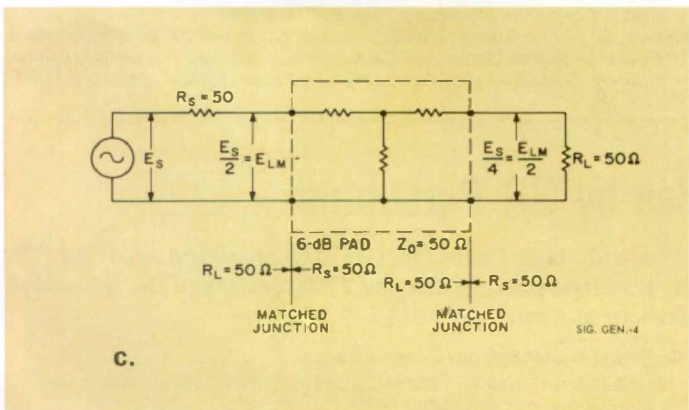 R_S = 50
E_S
E_S/2 = E_LM
E_S/4 = E_LM/2
R_L = 50Ω
6-dB PAD Z_0 = 50 Ω
R_L = 50 Ω R_S = 50Ω
R_L = 50 Ω R_S = 50Ω
MATCHED JUNCTION
MATCHED JUNCTION
SIG. GEN.-4
C.